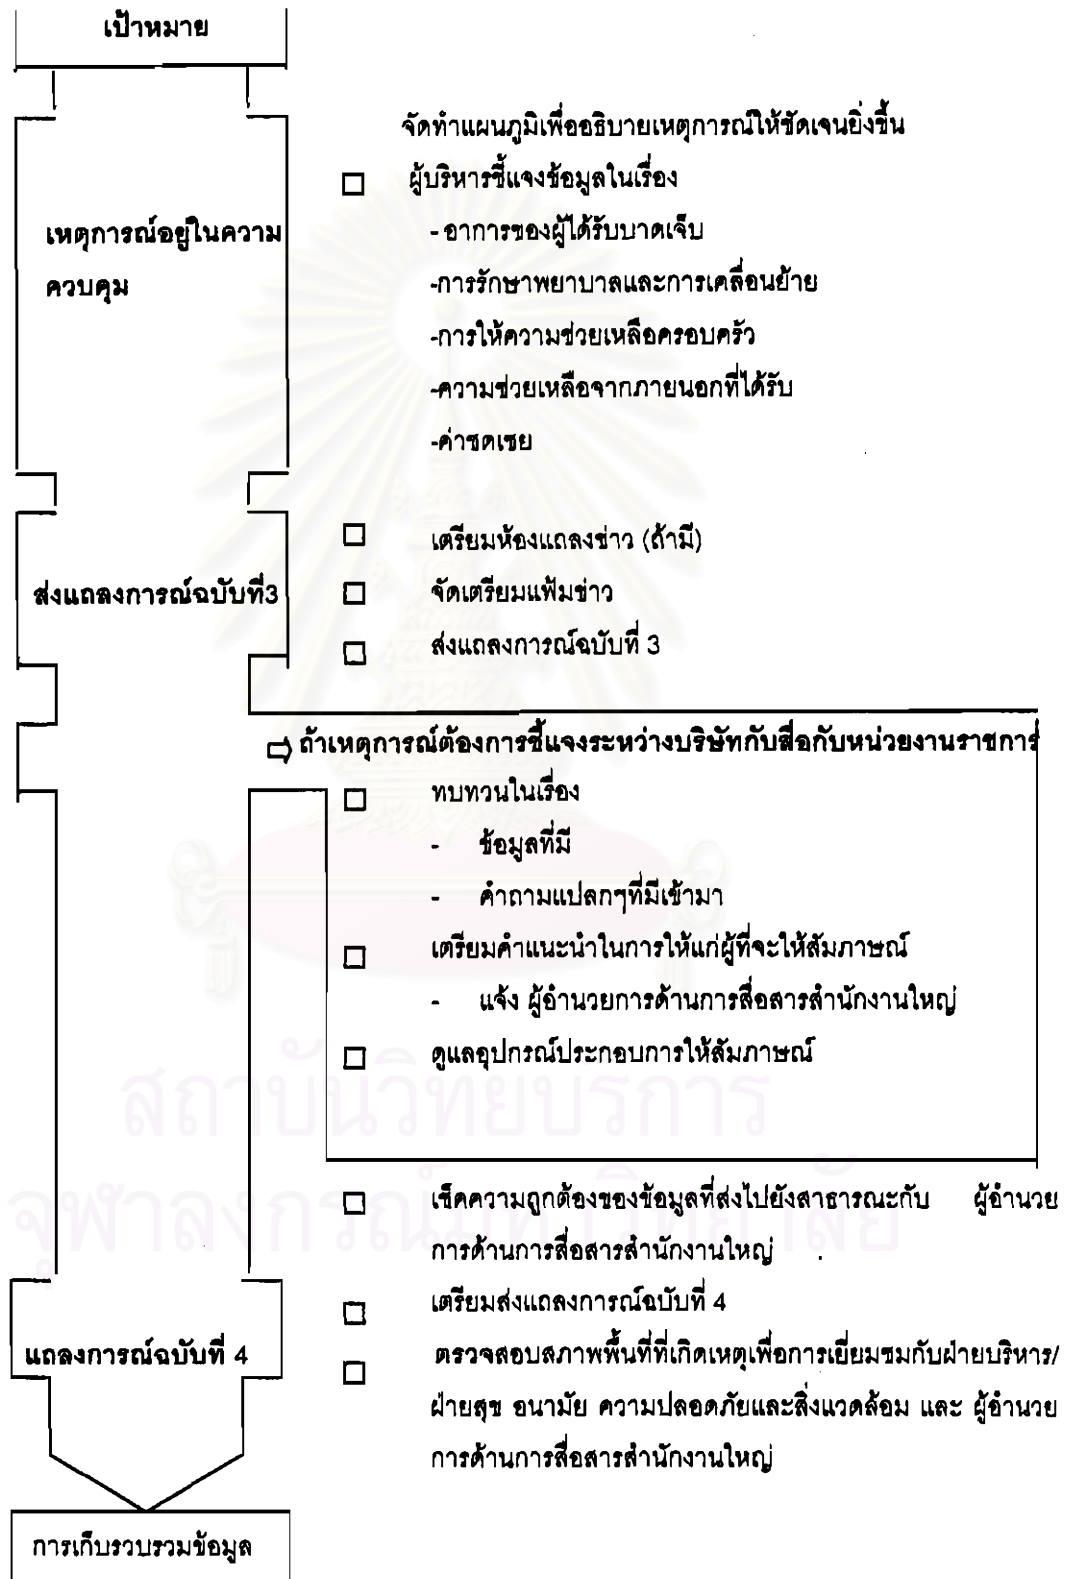 เป้าหมาย
จัดทำแผนภูมิเพื่ออธิบายเหตุการณ์ให้ชัดเจนยิ่งขึ้น
☐ ผู้บริหารชี้แจงข้อมูลในเรื่อง
เหตุการณ์อยู่ในความ
ควบคุม
-อาการของผู้ได้รับบาดเจ็บ
-การรักษาพยาบาลและการเคลื่อนย้าย
-การให้ความช่วยเหลือครอบครัว
-ความช่วยเหลือจากภายนอกที่ได้รับ
-ค่าชดเชย
ส่งแถลงการณ์ฉบับที่3
☐ เตรียมห้องแถลงข่าว (ถ้ามี)
☐ จัดเตรียมแฟ้มข่าว
☐ ส่งแถลงการณ์ฉบับที่ 3
⇨ ถ้าเหตุการณ์ต้องการชี้แจงระหว่างบริษัทกับสื่อกับหน่วยงานราชการ
☐ ทบทวนในเรื่อง
- ข้อมูลที่มี
- คำถามแปลกๆที่มีเข้ามา
☐ เตรียมคำแนะนำในการให้แก่ผู้ที่จะให้สัมภาษณ์
- แจ้ง ผู้อำนวยการด้านการสื่อสารสำนักงานใหญ่
☐ ดูแลอุปกรณ์ประกอบการให้สัมภาษณ์
สถาบันวิทยบริการ
จุฬาลงกรณ์มหาวิทยาลัย
☐ เช็คความถูกต้องของข้อมูลที่ส่งไปยังสาธารณะกับ ผู้อำนวย
การด้านการสื่อสารสำนักงานใหญ่
☐ เตรียมส่งแถลงการณ์ฉบับที่ 4
แถลงการณ์ฉบับที่ 4
☐ ตรวจสอบสภาพพื้นที่ที่เกิดเหตุเพื่อการเยี่ยมชมกับฝ่ายบริหาร/
ฝ่ายสุข อนามัย ความปลอดภัยและสิ่งแวดล้อม และ ผู้อำนวย
การด้านการสื่อสารสำนักงานใหญ่
การเก็บรวบรวมข้อมูล